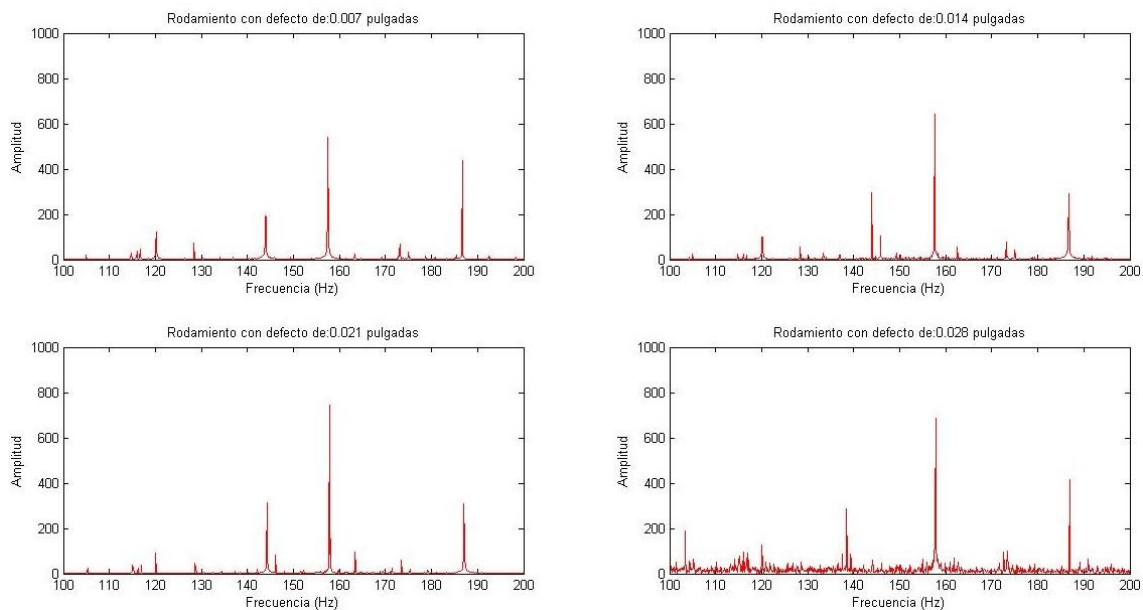 Rodamiento con defecto de:0.007 pulgadas
1000
800
600
400
200
0
Amplitud
100 110 120 130 140 150 160 170 180 190 200
Frecuencia (Hz)
Rodamiento con defecto de:0.014 pulgadas
1000
800
600
400
200
0
Amplitud
100 110 120 130 140 150 160 170 180 190 200
Frecuencia (Hz)
Rodamiento con defecto de:0.021 pulgadas
1000
800
600
400
200
0
Amplitud
100 110 120 130 140 150 160 170 180 190 200
Frecuencia (Hz)
Rodamiento con defecto de:0.028 pulgadas
1000
800
600
400
200
0
Amplitud
100 110 120 130 140 150 160 170 180 190 200
Frecuencia (Hz)